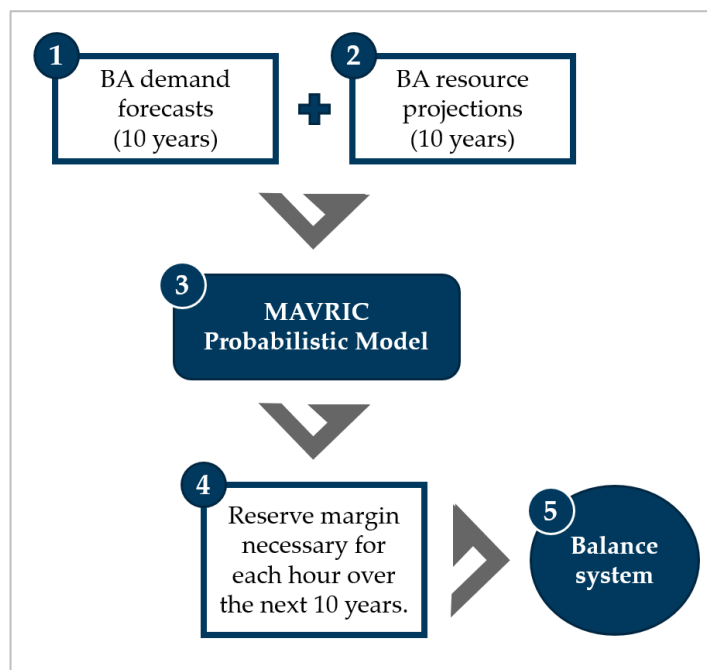 1
BA demand
forecasts
(10 years)
2
BA resource
projections
(10 years)
3
MAVRIC
Probabilistic Model
4
Reserve margin
necessary for
each hour over
the next 10 years.
5
Balance
system